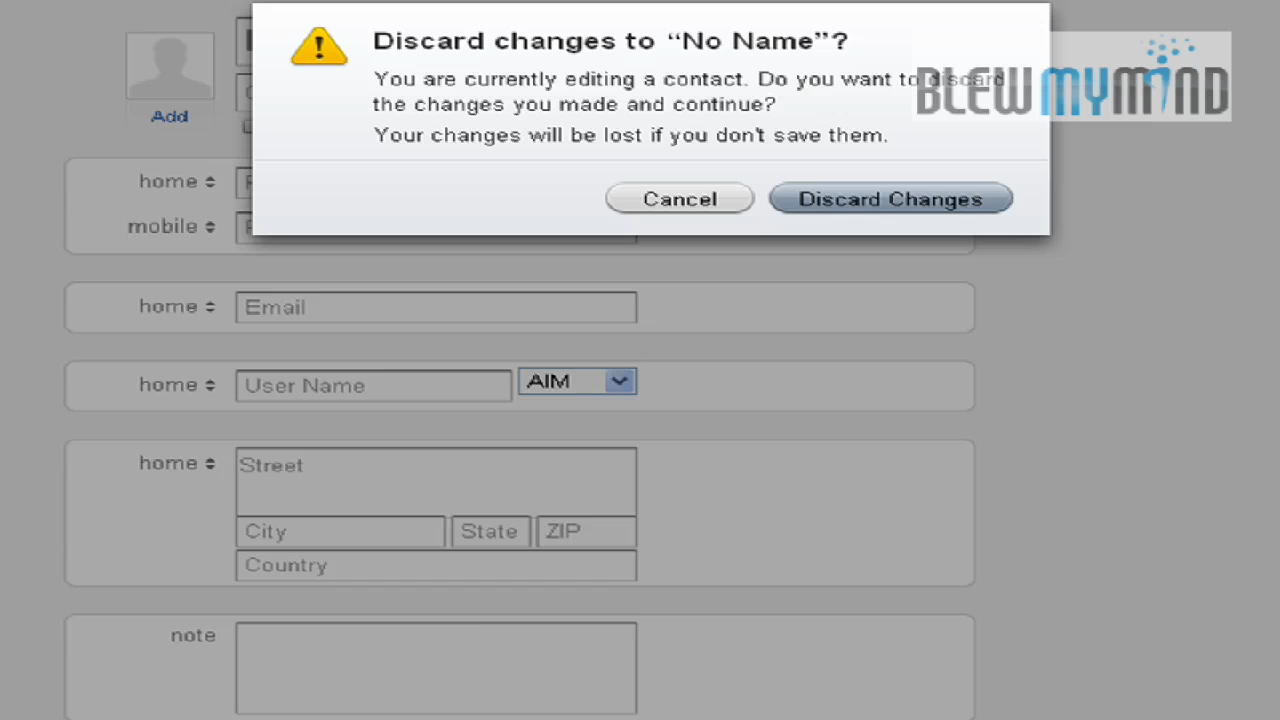 Discard changes to “No Name”?
You are currently editing a contact. Do you want to discard
the changes you made and continue?
Your changes will be lost if you don't save them.
BLEW MY MIND
Cancel
Discard Changes
Add
home
mobile
home
Email
home
User Name
AIM
home
Street
City
State
ZIP
Country
note